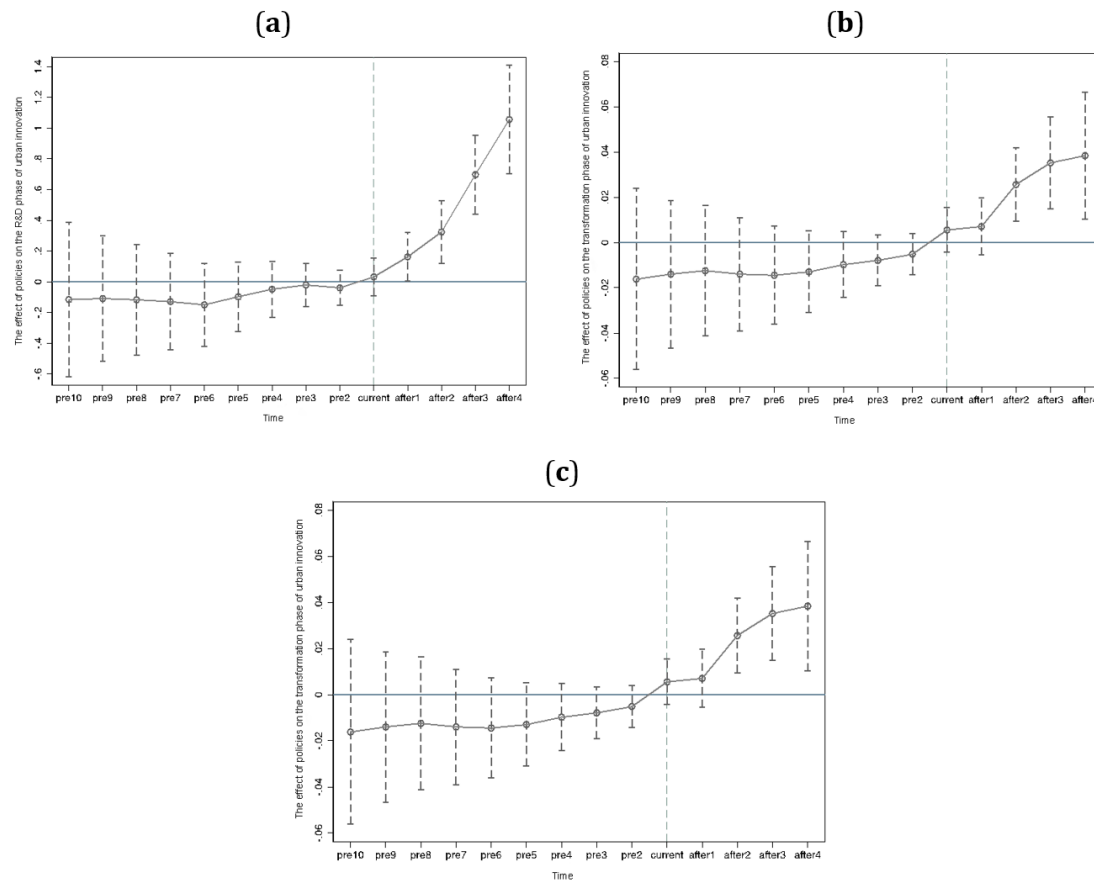 (a)
The effect of policies on the R&D phase of urban innovation
1.4
1.2
1
.8
.6
.4
.2
0
-.2
-.4
-.6
pre10 pre9 pre8 pre7 pre6 pre5 pre4 pre3 pre2 current after1 after2 after3 after4
Time
(b)
The effect of policies on the transformation phase of urban innovation
.08
.06
.04
.02
0
-.02
-.04
-.06
pre10 pre9 pre8 pre7 pre6 pre5 pre4 pre3 pre2 current after1 after2 after3 after4
Time
(c)
The effect of policies on the transformation phase of urban innovation
.08
.06
.04
.02
0
-.02
-.04
-.06
pre10 pre9 pre8 pre7 pre6 pre5 pre4 pre3 pre2 current after1 after2 after3 after4
Time